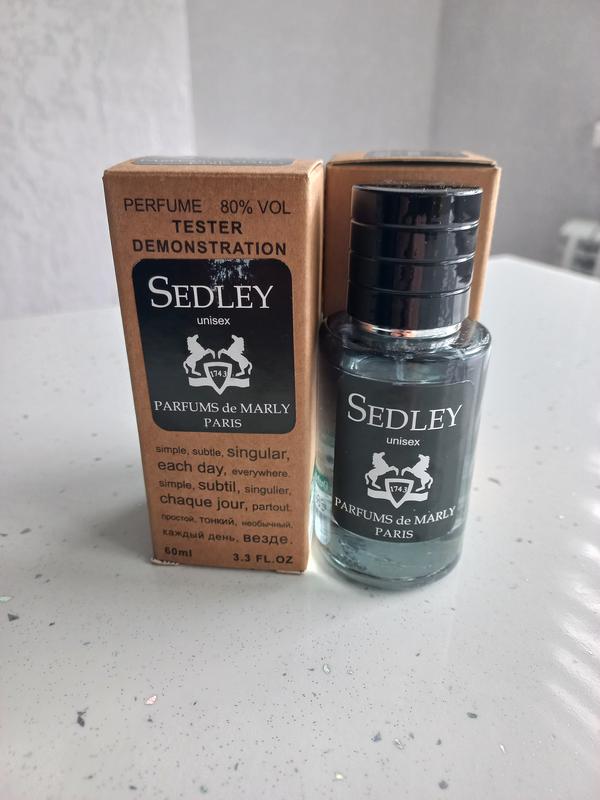 PERFUME 80% VOL
TESTER
DEMONSTRATION
SEDLEY
unisex
1743
PARFUMS de MARLY
PARIS
simple, subtle, singular,
each day, everywhere.
simple, subtil, singulier,
chaque jour, partout.
простой, тонкий, необычный,
каждый день, везде.
60ml 3.3 FL.OZ
SEDLEY
unisex
1743
PARFUMS de MARLY
PARIS